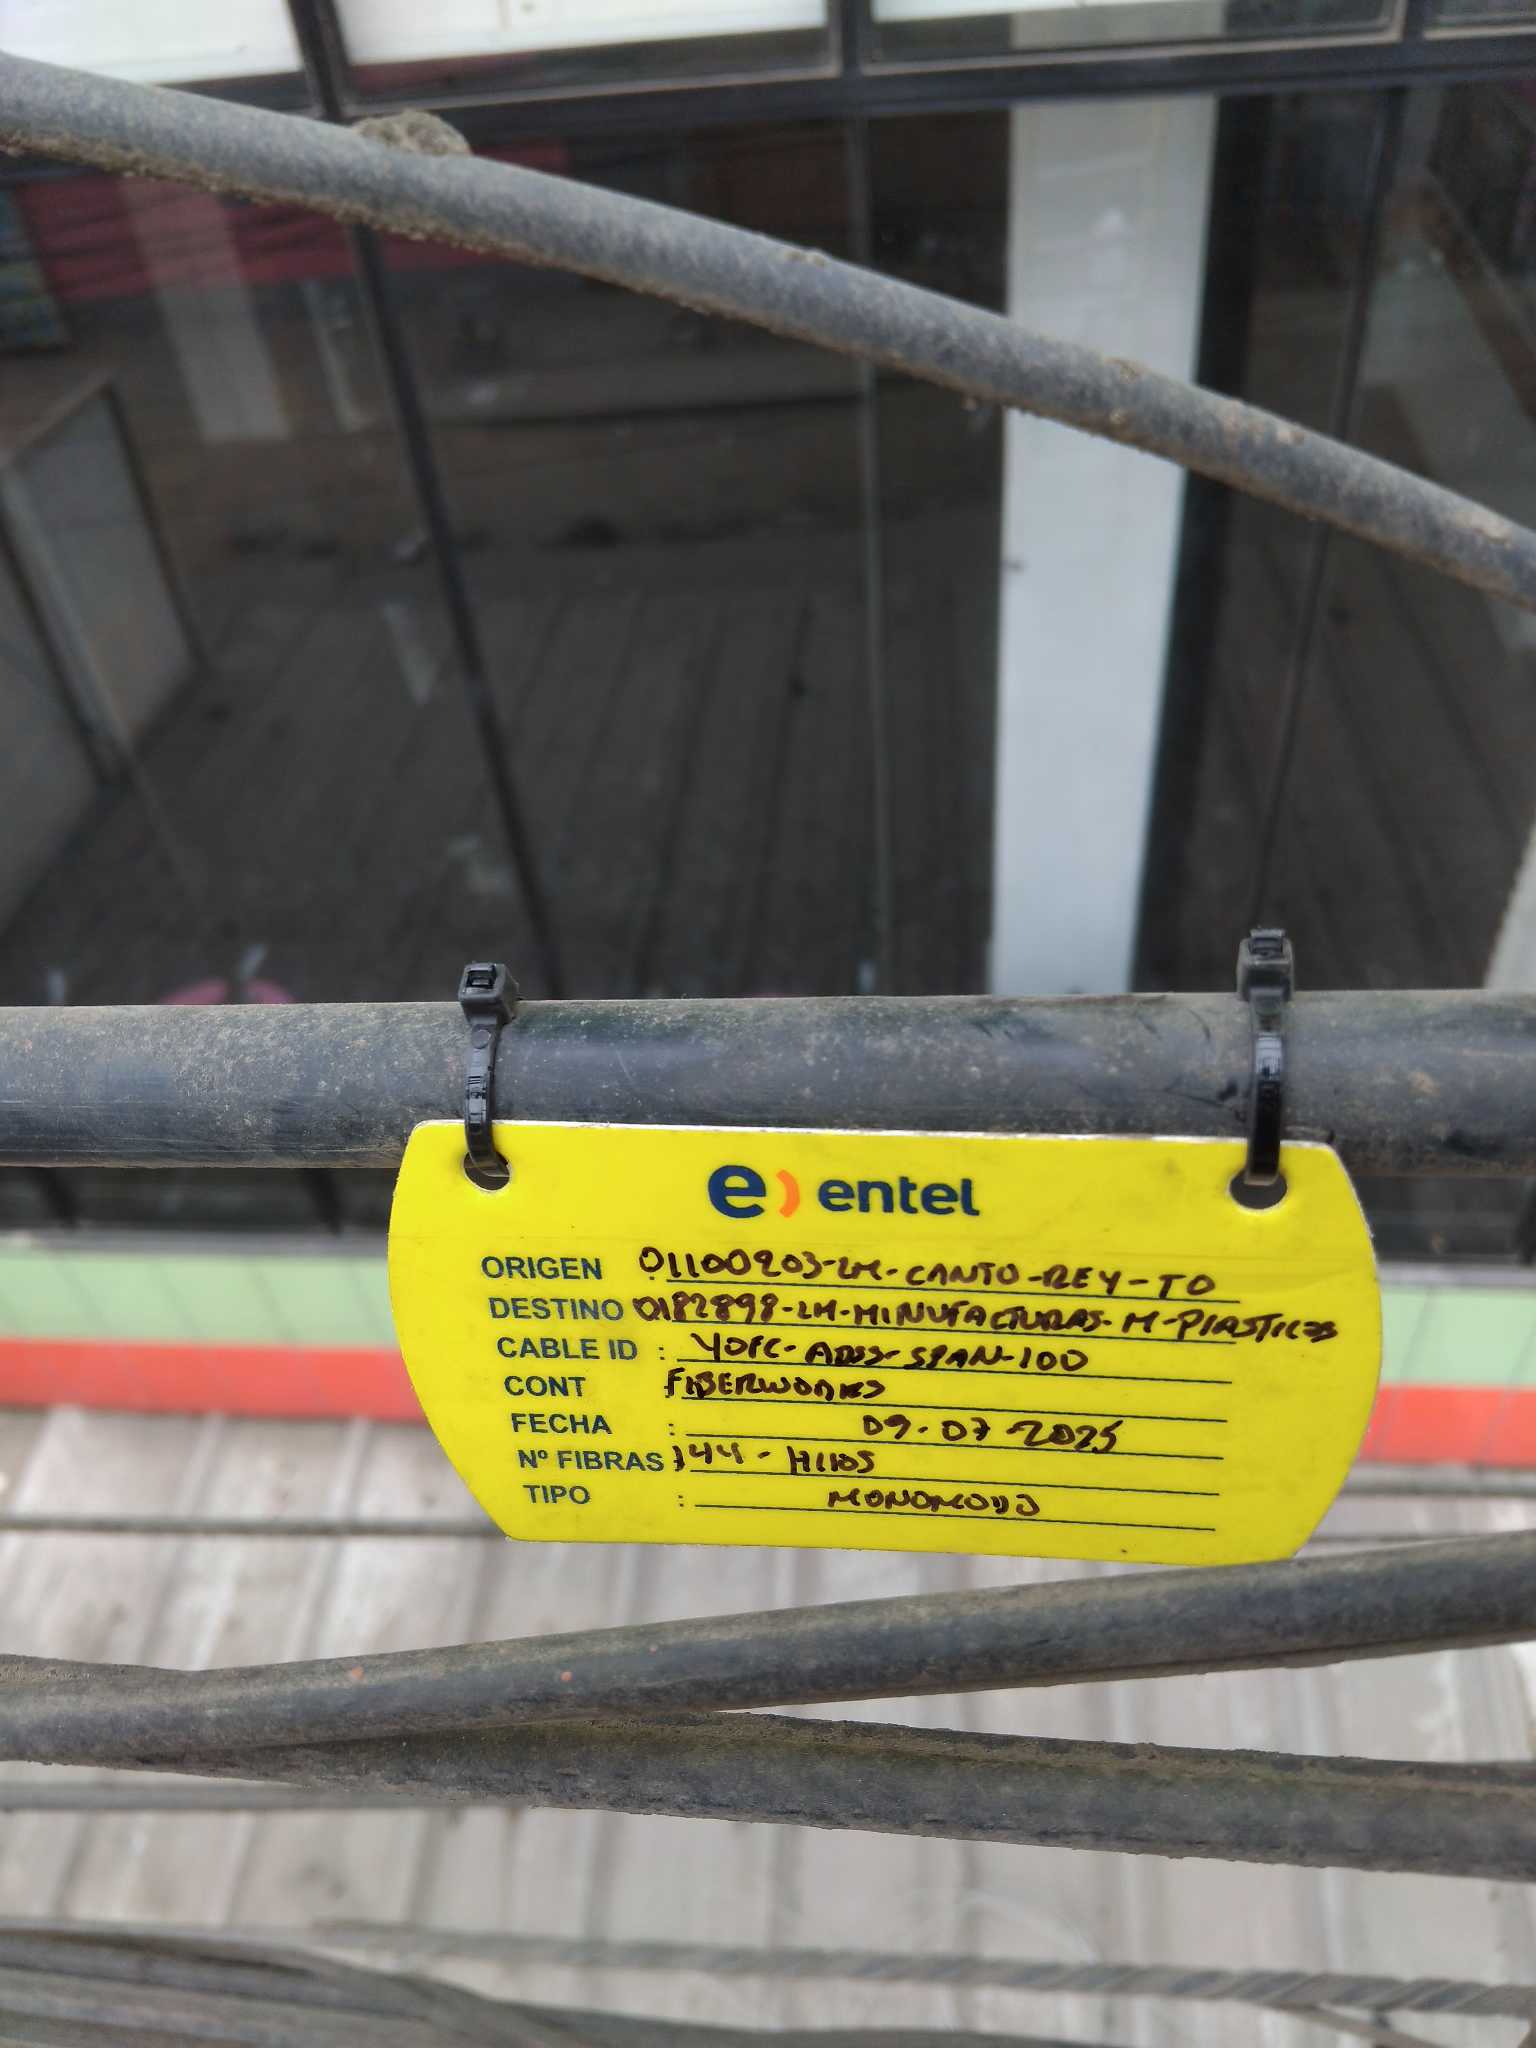 e) entel
ORIGEN 01100903-LM-CANTO-REY-TO
DESTINO 0182898-LM-MINUFACTURAS-M-PLASTICOS
CABLE ID : YOFC-ADSS-SPAN-100
CONT : FIBERWORKS
FECHA : 09-07-2025
Nº FIBRAS 144-HILOS
TIPO : MONOMODO